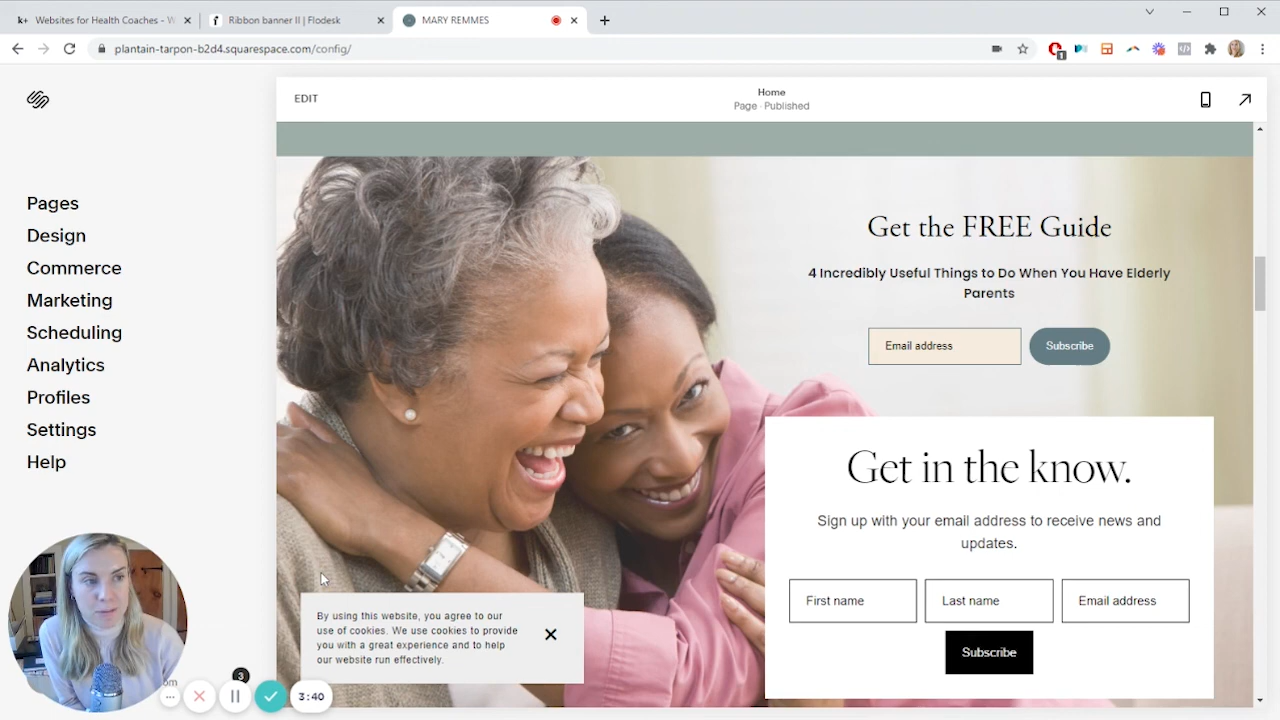 k+ Websites for Health Coaches - W
f Ribbon banner II | Flodesk
MARY REMMES
plantain-tarpon-b2d4.squarespace.com/config/
1
EDIT
Home
Page · Published
Pages
Design
Commerce
Marketing
Scheduling
Analytics
Profiles
Settings
Help
Get the FREE Guide
4 Incredibly Useful Things to Do When You Have Elderly
Parents
Email address
Subscribe
Get in the know.
Sign up with your email address to receive news and
updates.
First name
Last name
Email address
Subscribe
By using this website, you agree to our
use of cookies. We use cookies to provide
you with a great experience and to help
our website run effectively.
3
3:40